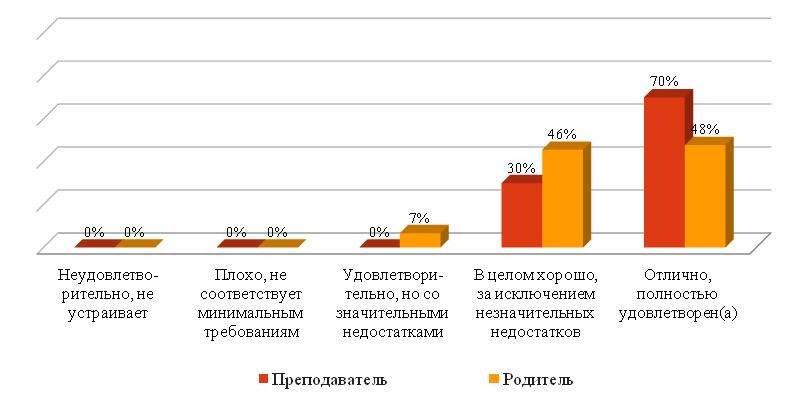 70%
48%
46%
30%
7%
0%
0%
0%
0%
0%
Неудовлетво-
рительно, не
устраивает
Плохо, не
соответствует
минимальным
требованиям
Удовлетвори-
тельно, но со
значительными
недостатками
В целом хорошо,
за исключением
незначительных
недостатков
Отлично,
полностью
удовлетворен(а)
Преподаватель
Родитель